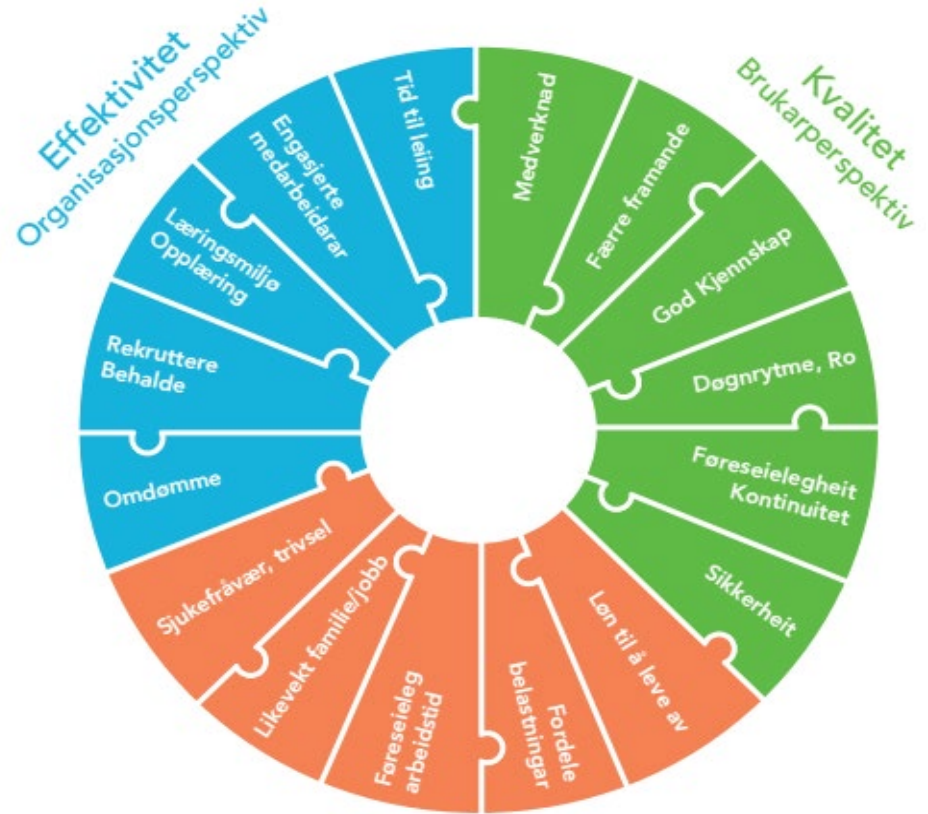 Effektivitet
Organisasjonsperspektiv
Kvalitet
Brukarperspektiv
Medverknad
Færre framande
God Kjennskap
Døgnrytme, Ro
Føreseielegheit
Kontinuitet
Sikkerheit
Løn til å leve av
Fordele
belastningar
Føreseieleg
arbeidstid
Likevekt familie/jobb
Sjukefråvær, trivsel
Omdømme
Rekruttere
Behalde
Læringsmiljø
Opplæring
Engasjerte
medarbeidarar
Tid til leiing